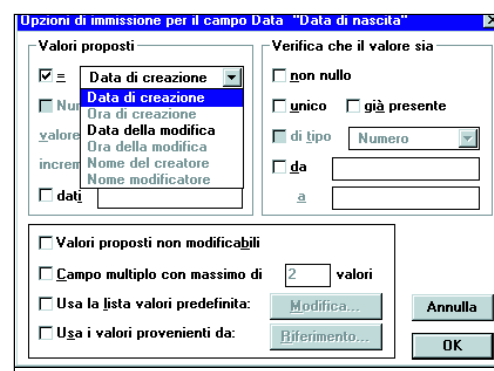 Opzioni di immissione per il campo Data "Data di nascita"
Valori proposti
= Data di creazione
Data di creazione
Ora di creazione
Data della modifica
Ora della modifica
Nome del creatore
Nome modificatore
valore
dati
Verifica che il valore sia
non nullo
unico già presente
di tipo Numero
da
a
Valori proposti non modificabili
Campo multiplo con massimo di 2 valori
Usa la lista valori predefinita: Modifica...
Usa i valori provenienti da: Riferimento...
Annulla
OK